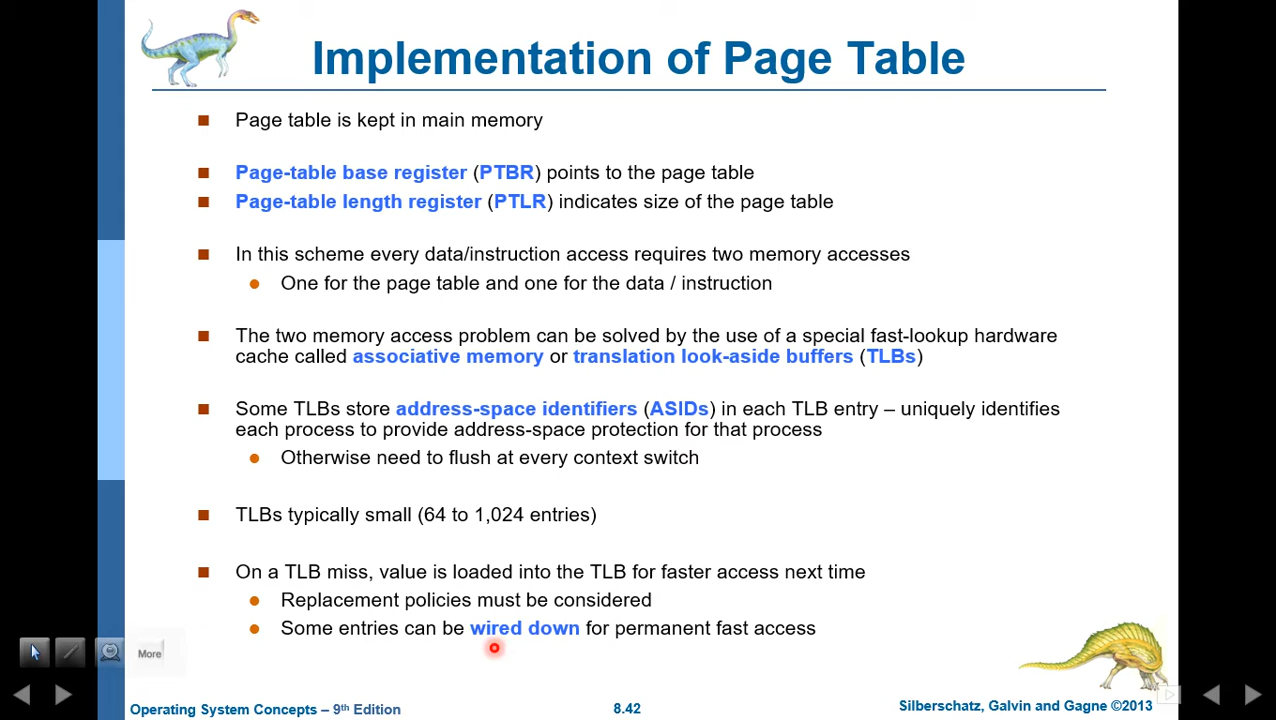 Implementation of Page Table
Page table is kept in main memory
Page-table base register (PTBR) points to the page table
Page-table length register (PTLR) indicates size of the page table
In this scheme every data/instruction access requires two memory accesses
One for the page table and one for the data / instruction
The two memory access problem can be solved by the use of a special fast-lookup hardware
cache called associative memory or translation look-aside buffers (TLBs)
Some TLBs store address-space identifiers (ASIDs) in each TLB entry – uniquely identifies
each process to provide address-space protection for that process
Otherwise need to flush at every context switch
TLBs typically small (64 to 1,024 entries)
On a TLB miss, value is loaded into the TLB for faster access next time
Replacement policies must be considered
Some entries can be wired down for permanent fast access
More
Operating System Concepts – 9th Edition
8.42
Silberschatz, Galvin and Gagne ©2013